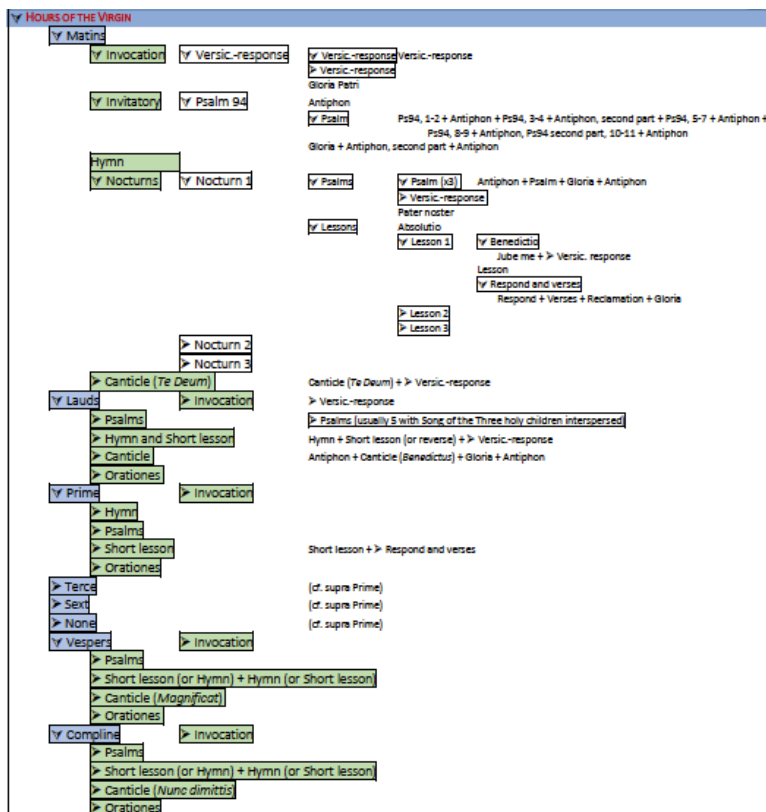 ⋎ HOURS OF THE VIRGIN
⋎ Matins
⋎ Invocation ⋎ Versic.-response ⋎ Versic.-response Versic.-response
➢ Versic.-response
Gloria Patri
⋎ Invitatory ⋎ Psalm 94 Antiphon
⋎ Psalm Ps94, 1-2 + Antiphon + Ps94, 3-4 + Antiphon, second part + Ps94, 5-7 + Antiphon +
Ps94, 8-9 + Antiphon, Ps94 second part, 10-11 + Antiphon
Gloria + Antiphon, second part + Antiphon
Hymn
⋎ Nocturns ⋎ Nocturn 1 ⋎ Psalms ⋎ Psalm (x3) Antiphon + Psalm + Gloria + Antiphon
➢ Versic.-response
Pater noster
⋎ Lessons Absolutio
⋎ Lesson 1 ⋎ Benedictio
Jube me + ➢ Versic. response
Lesson
⋎ Respond and verses
Respond + Verses + Reclamation + Gloria
➢ Lesson 2
➢ Lesson 3
➢ Nocturn 2
➢ Nocturn 3
➢ Canticle (Te Deum) Canticle (Te Deum) + ➢ Versic.-response
⋎ Lauds ➢ Invocation ➢ Versic.-response
➢ Psalms ➢ Psalms (usually 5 with Song of the Three holy children interspersed)
➢ Hymn and Short lesson Hymn + Short lesson (or reverse) + ➢ Versic.-response
➢ Canticle Antiphon + Canticle (Benedictus) + Gloria + Antiphon
➢ Orationes
⋎ Prime ➢ Invocation
➢ Hymn
➢ Psalms
➢ Short lesson Short lesson + ➢ Respond and verses
➢ Orationes
➢ Terce (cf. supra Prime)
➢ Sext (cf. supra Prime)
➢ None (cf. supra Prime)
⋎ Vespers ➢ Invocation
➢ Psalms
➢ Short lesson (or Hymn) + Hymn (or Short lesson)
➢ Canticle (Magnificat)
➢ Orationes
⋎ Compline ➢ Invocation
➢ Psalms
➢ Short lesson (or Hymn) + Hymn (or Short lesson)
➢ Canticle (Nunc dimittis)
➢ Orationes